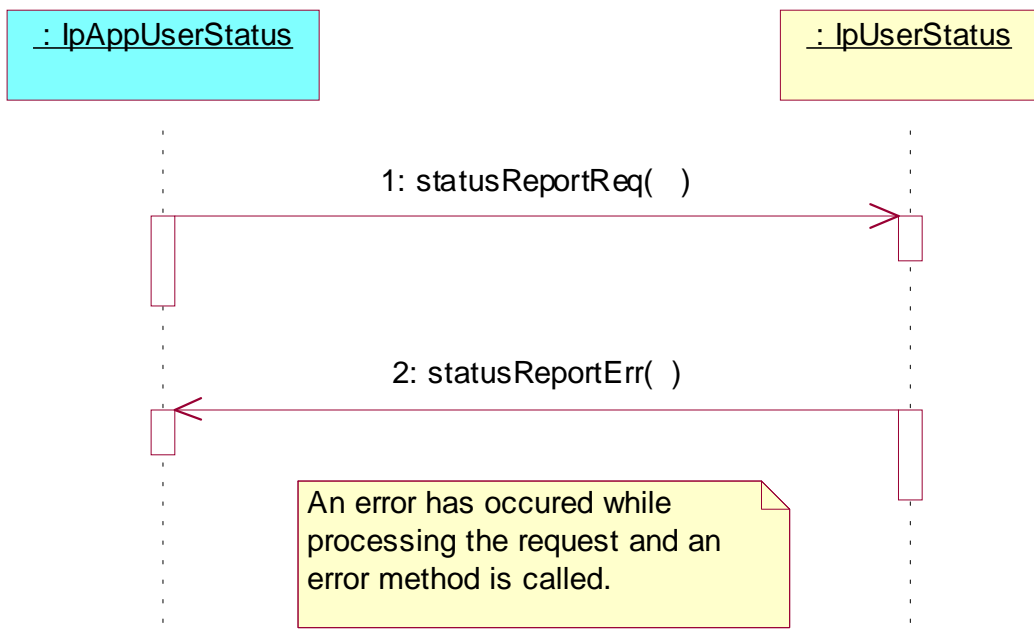 : IpAppUserStatus
: IpUserStatus
1: statusReportReq( )
2: statusReportErr( )
An error has occured while
processing the request and an
error method is called.